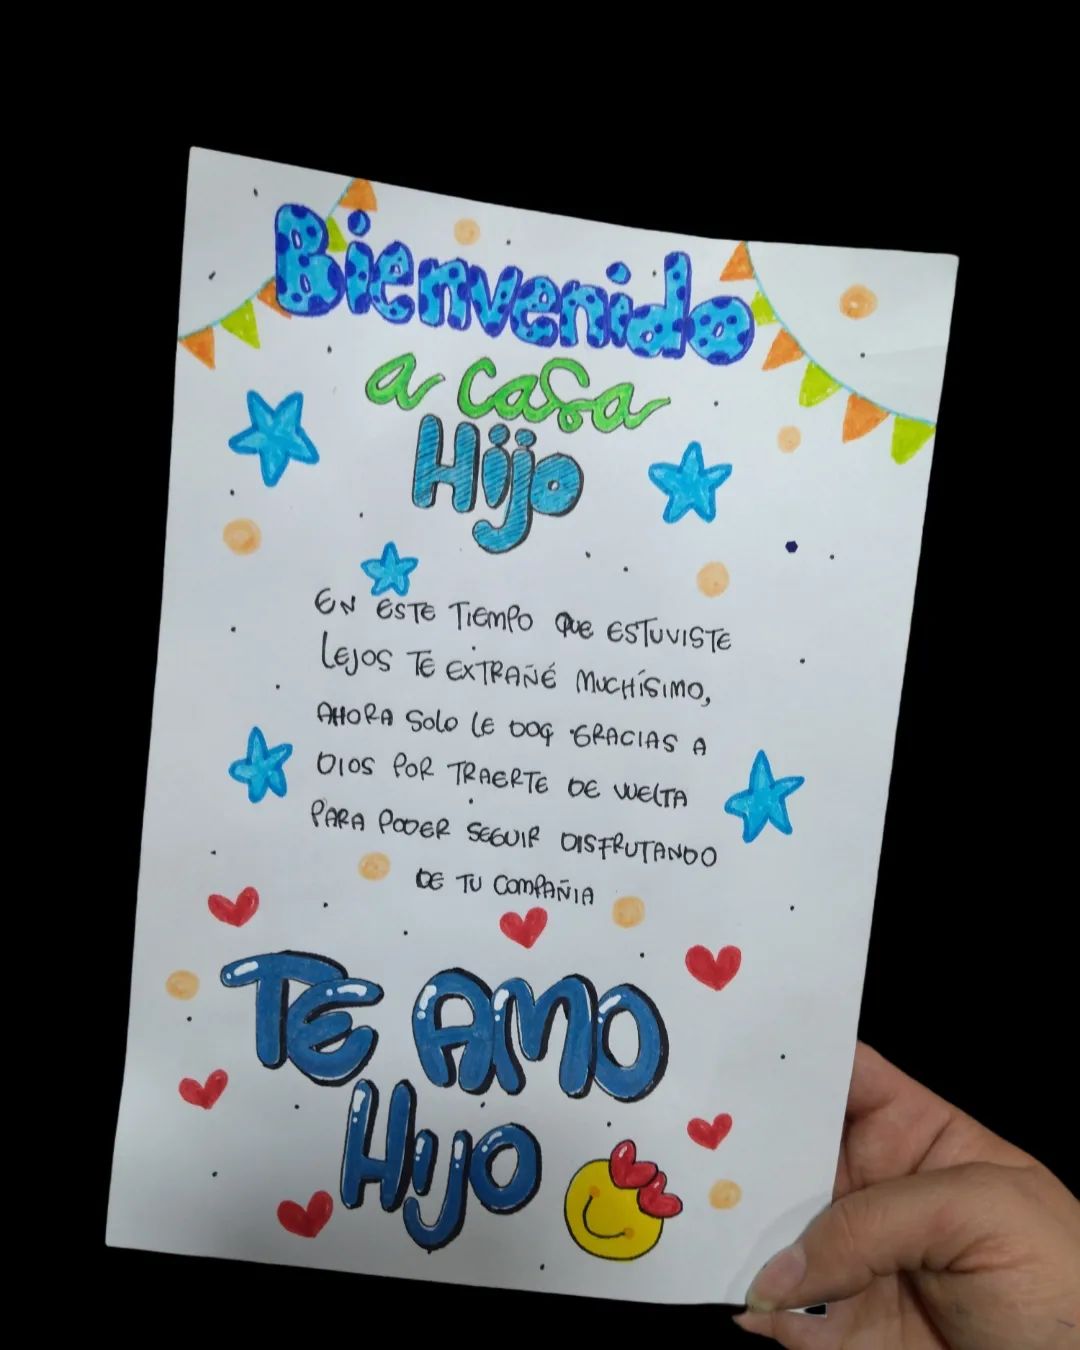 Bienvenido
a casa
Hijo
EN ESTE TIEMPO QUE ESTUVISTE
LEJOS TE EXTRAÑÉ MUCHÍSIMO,
AHORA SOLO LE DOY GRACIAS A
DIOS POR TRAERTE DE VUELTA
PARA PODER SEGUIR DISFRUTANDO
DE TU COMPAÑIA
TE AMO
HIJO